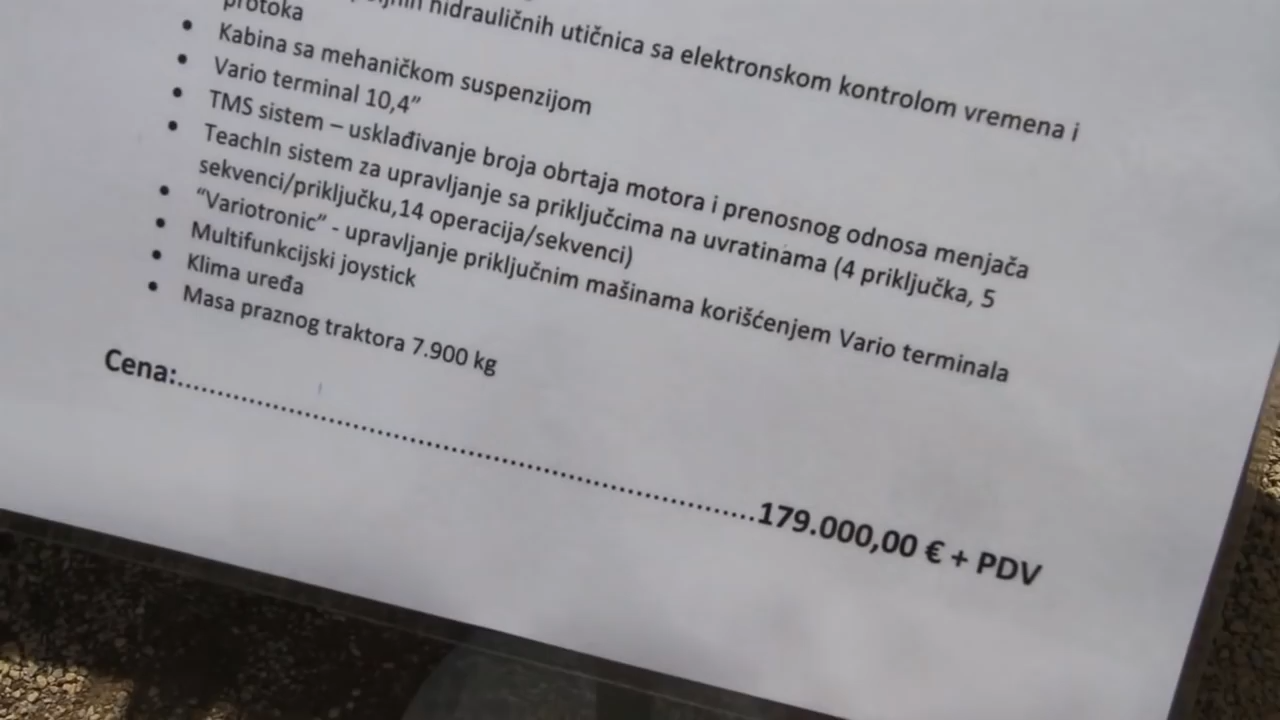 hidrauličnih utičnica sa elektronskom kontrolom vremena i
protoka
• Kabina sa mehaničkom suspenzijom
• Vario terminal 10,4”
• TMS sistem – usklađivanje broja obrtaja motora i prenosnog odnosa menjača
• TeachIn sistem za upravljanje sa priključcima na uvratinama (4 priključka, 5
sekvenci/priključku,14 operacija/sekvenci)
• “Variotronic” - upravljanje priključnim mašinama korišćenjem Vario terminala
• Multifunkcijski joystick
• Klima uređa
• Masa praznog traktora 7.900 kg
Cena:..........................................................................179.000,00 € + PDV